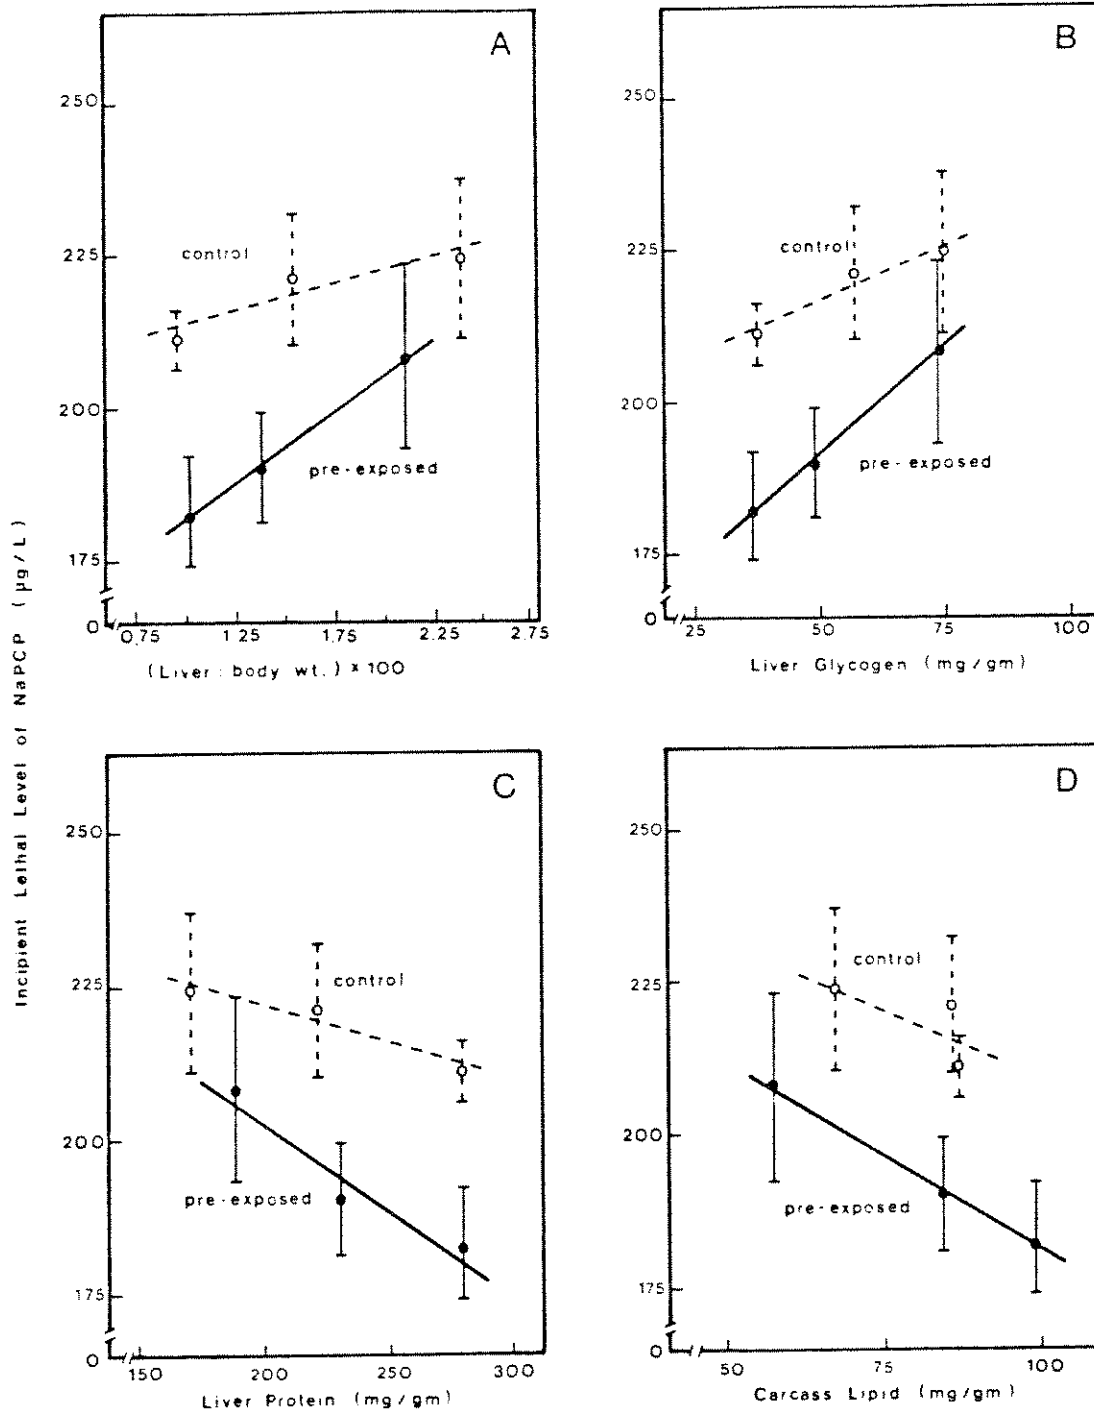 Incipient Lethal Level of NaPCP (µg/L)
A
250
225
200
175
0
control
pre-exposed
0.75 1.25 1.75 2.25 2.75
(Liver : body wt.) × 100
B
250
225
200
175
0
control
pre-exposed
25 50 75 100
Liver Glycogen (mg/gm)
C
250
225
200
175
0
control
pre-exposed
150 200 250 300
Liver Protein (mg/gm)
D
250
225
200
175
0
control
pre-exposed
50 75 100
Carcass Lipid (mg/gm)